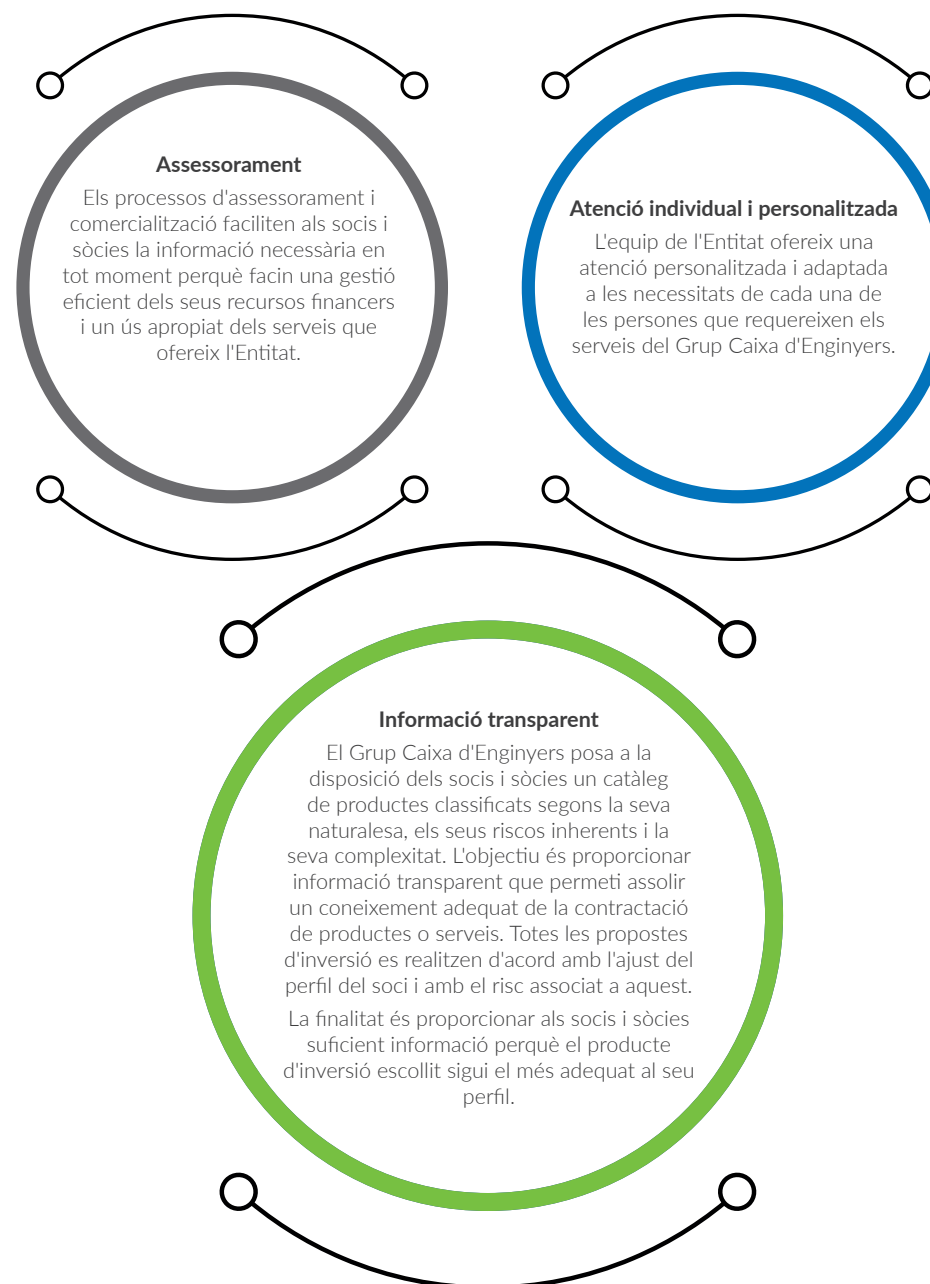 Assessorament
Els processos d'assessorament i
comercialització faciliten als socis i
sòcies la informació necessària en
tot moment perquè facin una gestió
eficient dels seus recursos financers
i un ús apropiat dels serveis que
ofereix l'Entitat.
Atenció individual i personalitzada
L'equip de l'Entitat ofereix una
atenció personalitzada i adaptada
a les necessitats de cada una de
les persones que requereixen els
serveis del Grup Caixa d'Enginyers.
Informació transparent
El Grup Caixa d'Enginyers posa a la
disposició dels socis i sòcies un catàleg
de productes classificats segons la seva
naturalesa, els seus riscos inherents i la
seva complexitat. L'objectiu és proporcionar
informació transparent que permeti assolir
un coneixement adequat de la contractació
de productes o serveis. Totes les propostes
d'inversió es realitzen d'acord amb l'ajust del
perfil del soci i amb el risc associat a aquest.
La finalitat és proporcionar als socis i sòcies
suficient informació perquè el producte
d'inversió escollit sigui el més adequat al seu
perfil.